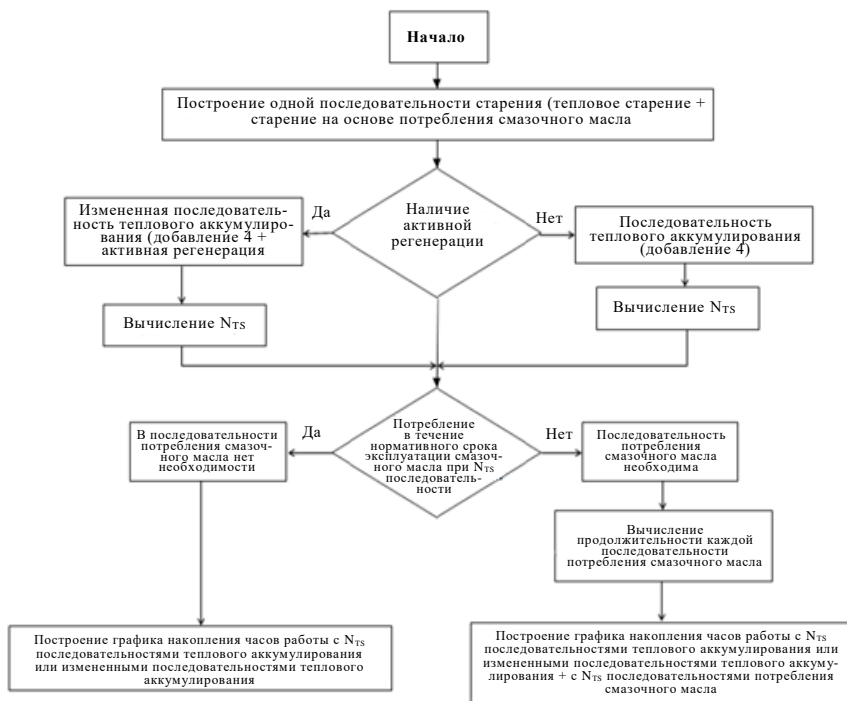 Начало
Построение одной последовательности старения (тепловое старение +
старение на основе потребления смазочного масла
Наличие
активной
регенерации
Да
Нет
Измененная последователь-
ность теплового аккумулиро-
вания (добавление 4 +
активная регенерация
Последовательность
теплового аккумулирования
(добавление 4)
Вычисление NTS
Вычисление NTS
Потребление
в течение
нормативного срока
эксплуатации смазоч-
ного масла при NTS
последователь-
ности
Да
Нет
В последовательности
потребления смазоч-
ного масла нет
необходимости
Последовательность
потребления
смазочного масла
необходима
Вычисление
продолжительности каждой
последовательности
потребления смазочного масла
Построение графика накопления часов работы с NTS
последовательностями теплового аккумулирования
или измененными последовательностями теплового
аккумулирования
Построение графика накопления часов работы с NTS
последовательностями теплового аккумулирования или
измененными последовательностями теплового аккуму-
лирования + с NTS последовательностями потребления
смазочного масла